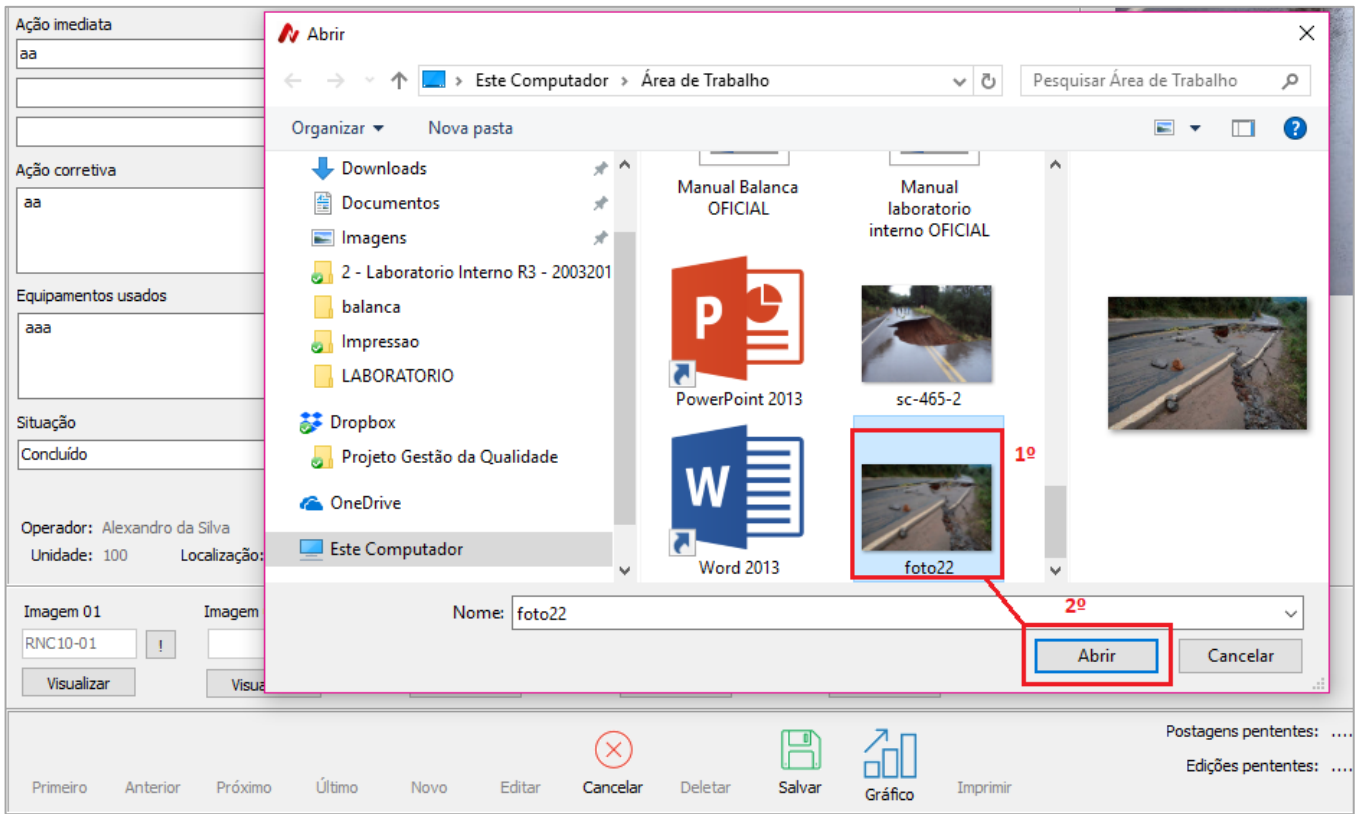 Ação imediata
aa
Ação corretiva
aa
Equipamentos usados
aaa
Situação
Concluído
Operador: Alexandro da Silva
Unidade: 100 Localização:
Abrir
Este Computador > Área de Trabalho
Pesquisar Área de Trabalho
Organizar
Nova pasta
?
Downloads
Documentos
Imagens
2 - Laboratorio Interno R3 - 2003201
balanca
Impressao
LABORATORIO
Dropbox
Projeto Gestão da Qualidade
OneDrive
Este Computador
Manual Balanca
OFICIAL
Manual
laboratorio
interno OFICIAL
P
PowerPoint 2013
sc-465-2
W
Word 2013
foto22
1º
Nome: foto22
2º
Abrir
Cancelar
Imagem 01
Imagem
RNC10-01
!
Visualizar
Visua
Primeiro
Anterior
Próximo
Último
Novo
Editar
Cancelar
Deletar
Salvar
Gráfico
Imprimir
Postagens pententes: ....
Edições pententes: ....